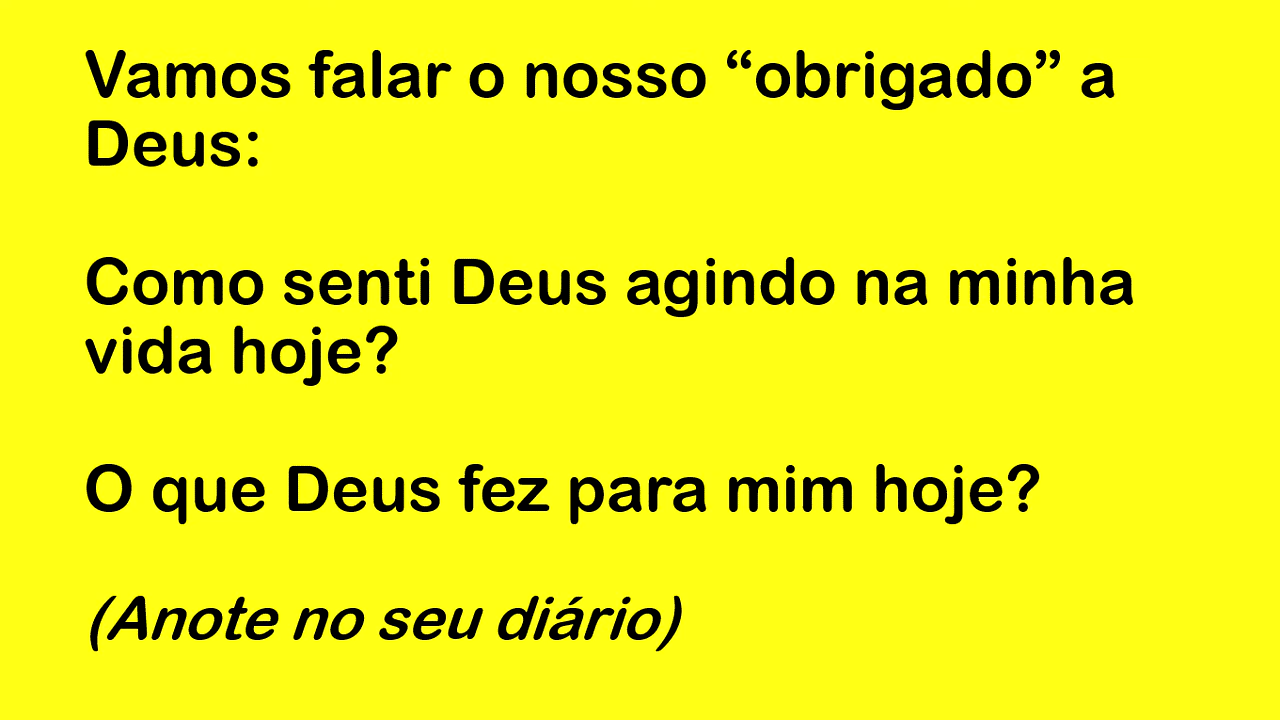 Vamos falar o nosso “obrigado” a
Deus:
Como senti Deus agindo na minha
vida hoje?
O que Deus fez para mim hoje?
(Anote no seu diário)